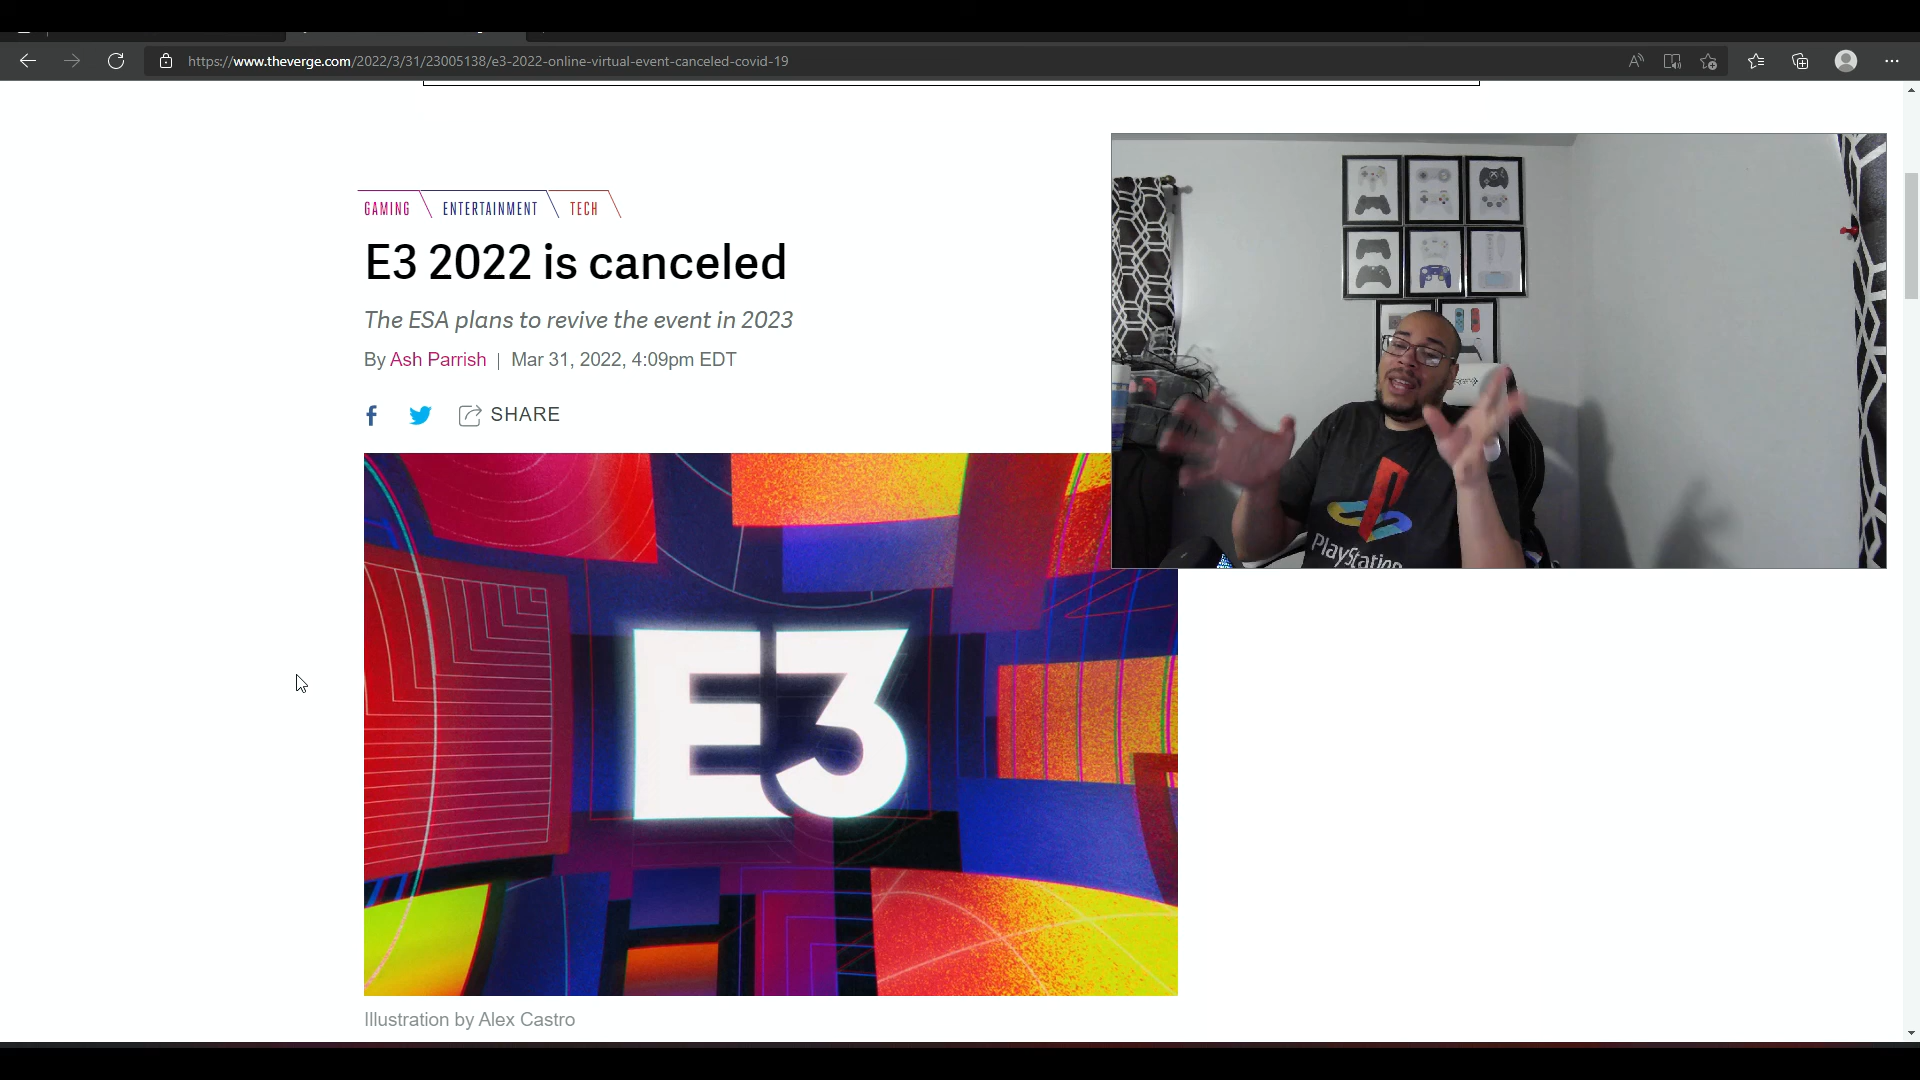 https://www.theverge.com/2022/3/31/23005138/e3-2022-online-virtual-event-canceled-covid-19
GAMING ENTERTAINMENT TECH
E3 2022 is canceled
The ESA plans to revive the event in 2023
By Ash Parrish | Mar 31, 2022, 4:09pm EDT
SHARE
E3
PlayStation
Illustration by Alex Castro